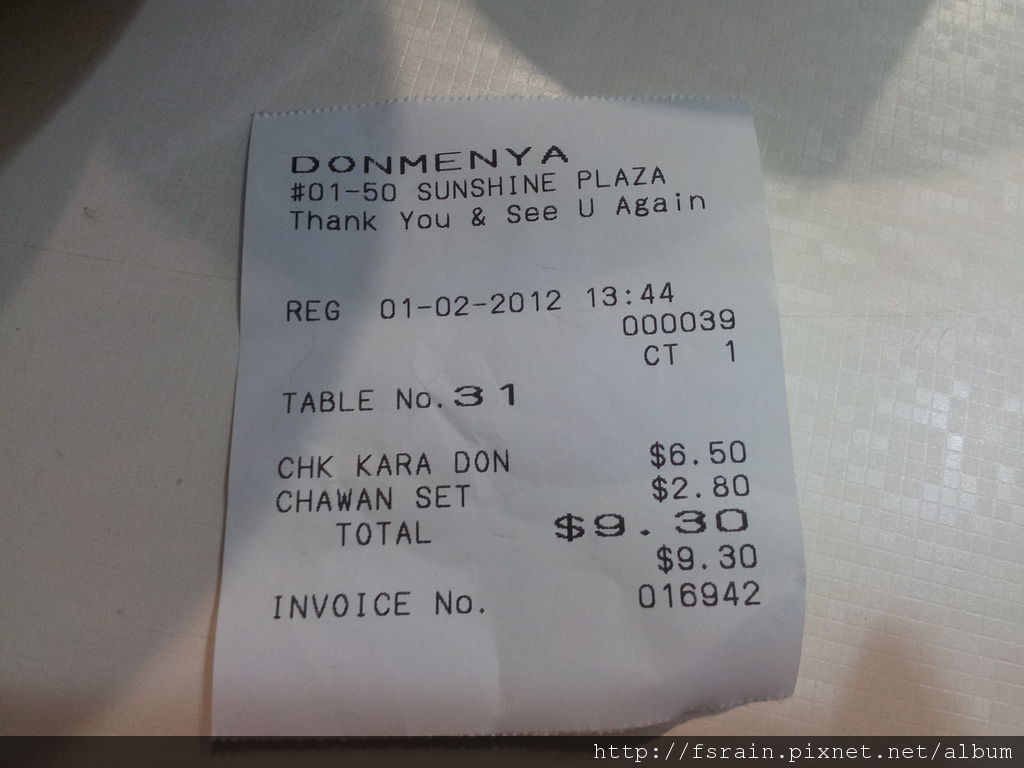 DONMENYA
#01-50 SUNSHINE PLAZA
Thank You & See U Again
REG 01-02-2012 13:44
000039
CT 1
TABLE No.31
CHK KARA DON $6.50
CHAWAN SET $2.80
TOTAL $9.30
$9.30
INVOICE No. 016942
http://fsrain.pixnet.net/album